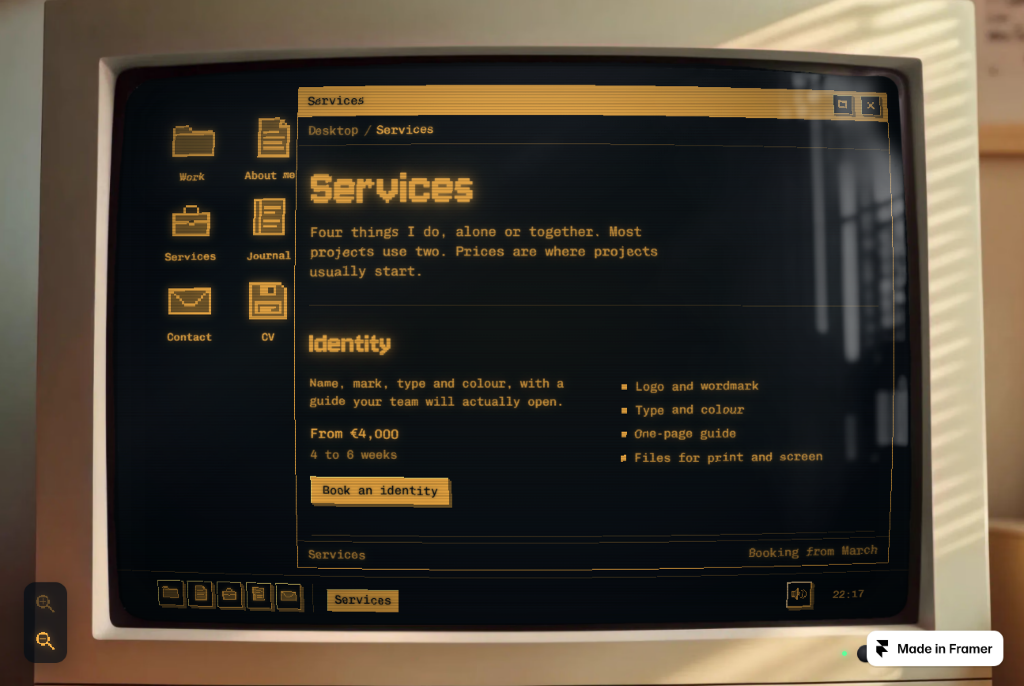 Services
Desktop / Services
Work
About me
Services
Journal
Contact
CV
Services
Four things I do, alone or together. Most
projects use two. Prices are where projects
usually start.
Identity
Name, mark, type and colour, with a
guide your team will actually open.
From €4,000
4 to 6 weeks
Book an identity
Logo and wordmark
Type and colour
One-page guide
Files for print and screen
Services
Booking from March
Services
22:17
Made in Framer